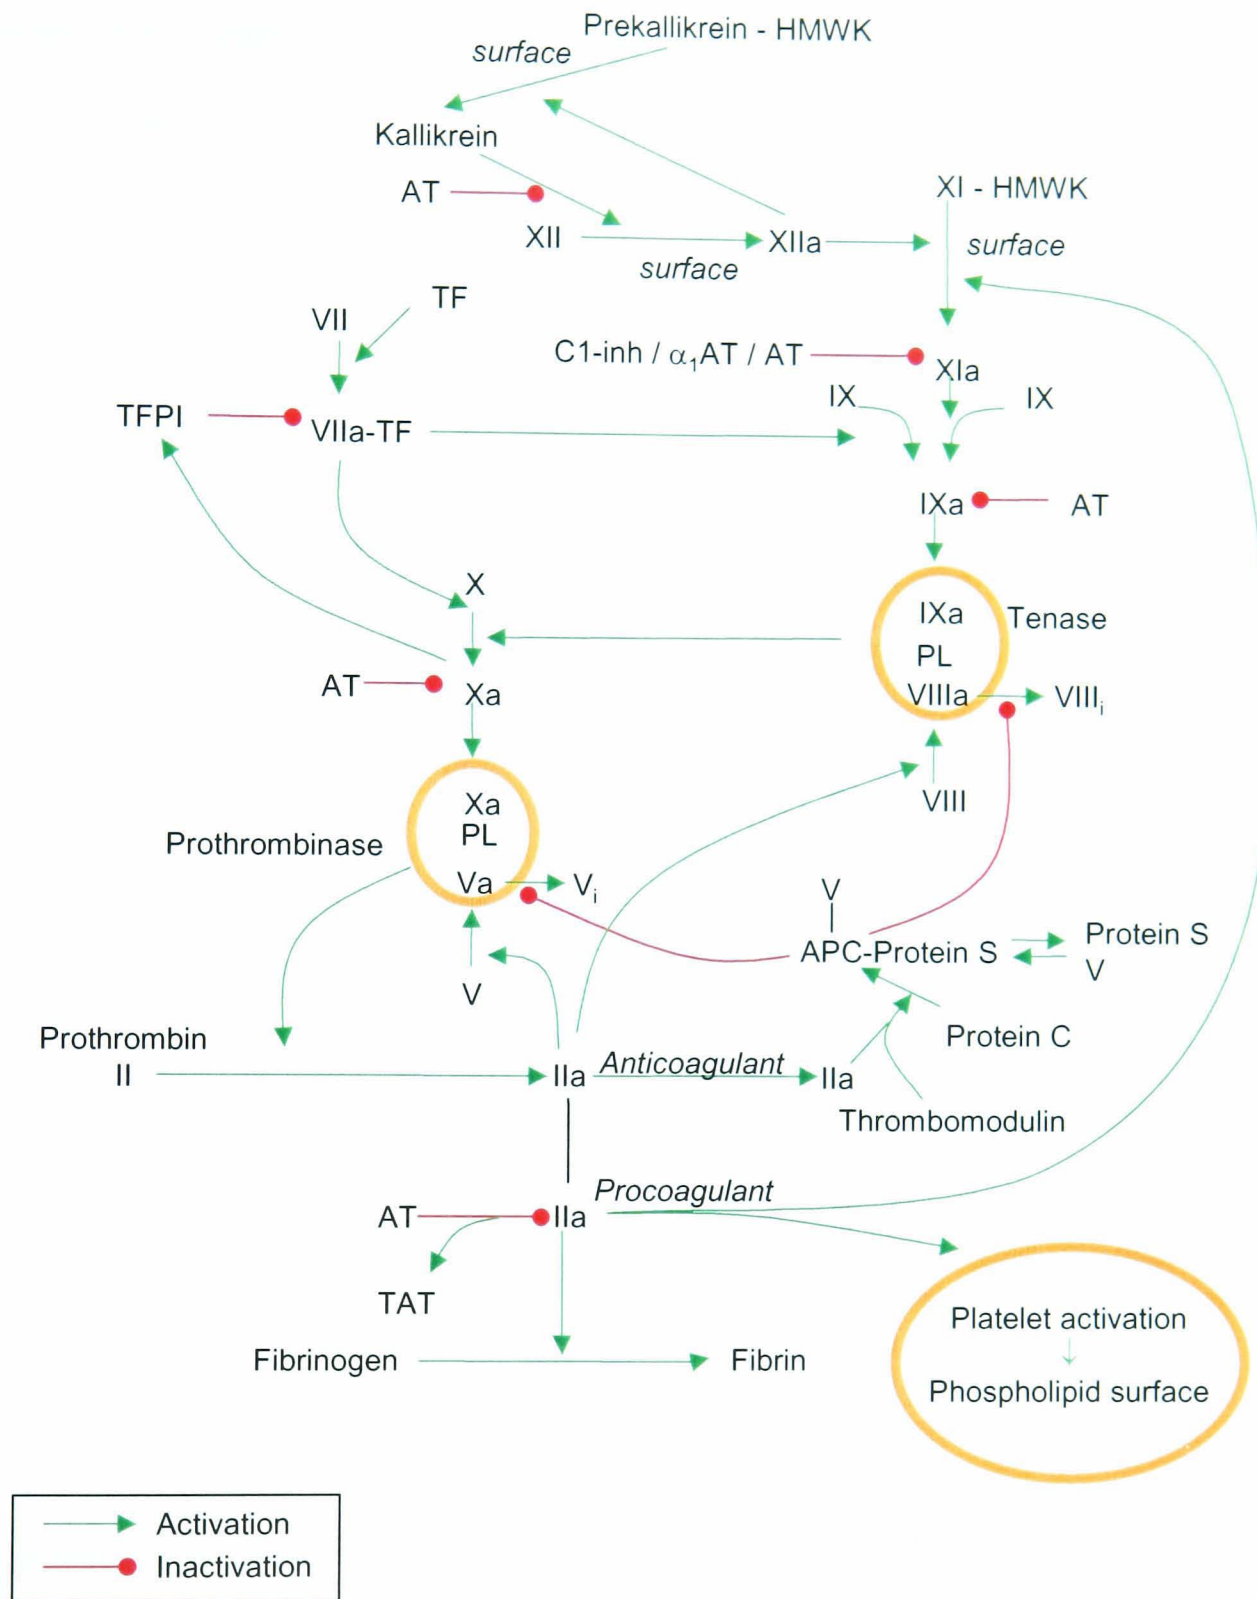 Prekallikrein - HMWK
surface
Kallikrein
AT
XI - HMWK
XII
XIIa
surface
surface
TF
VII
C1-inh / α₁AT / AT
XIa
IX
IX
TFPI
VIIa-TF
IXa
AT
X
IXa
Tenase
PL
AT
Xa
VIIIa
VIIIᵢ
Xa
VIII
PL
Prothrombinase
Va
Vᵢ
V
APC-Protein S
Protein S
V
V
Prothrombin
II
Protein C
IIa
Anticoagulant
IIa
Thrombomodulin
Procoagulant
AT
IIa
TAT
Platelet activation
Fibrinogen
Fibrin
Phospholipid surface
Activation
Inactivation